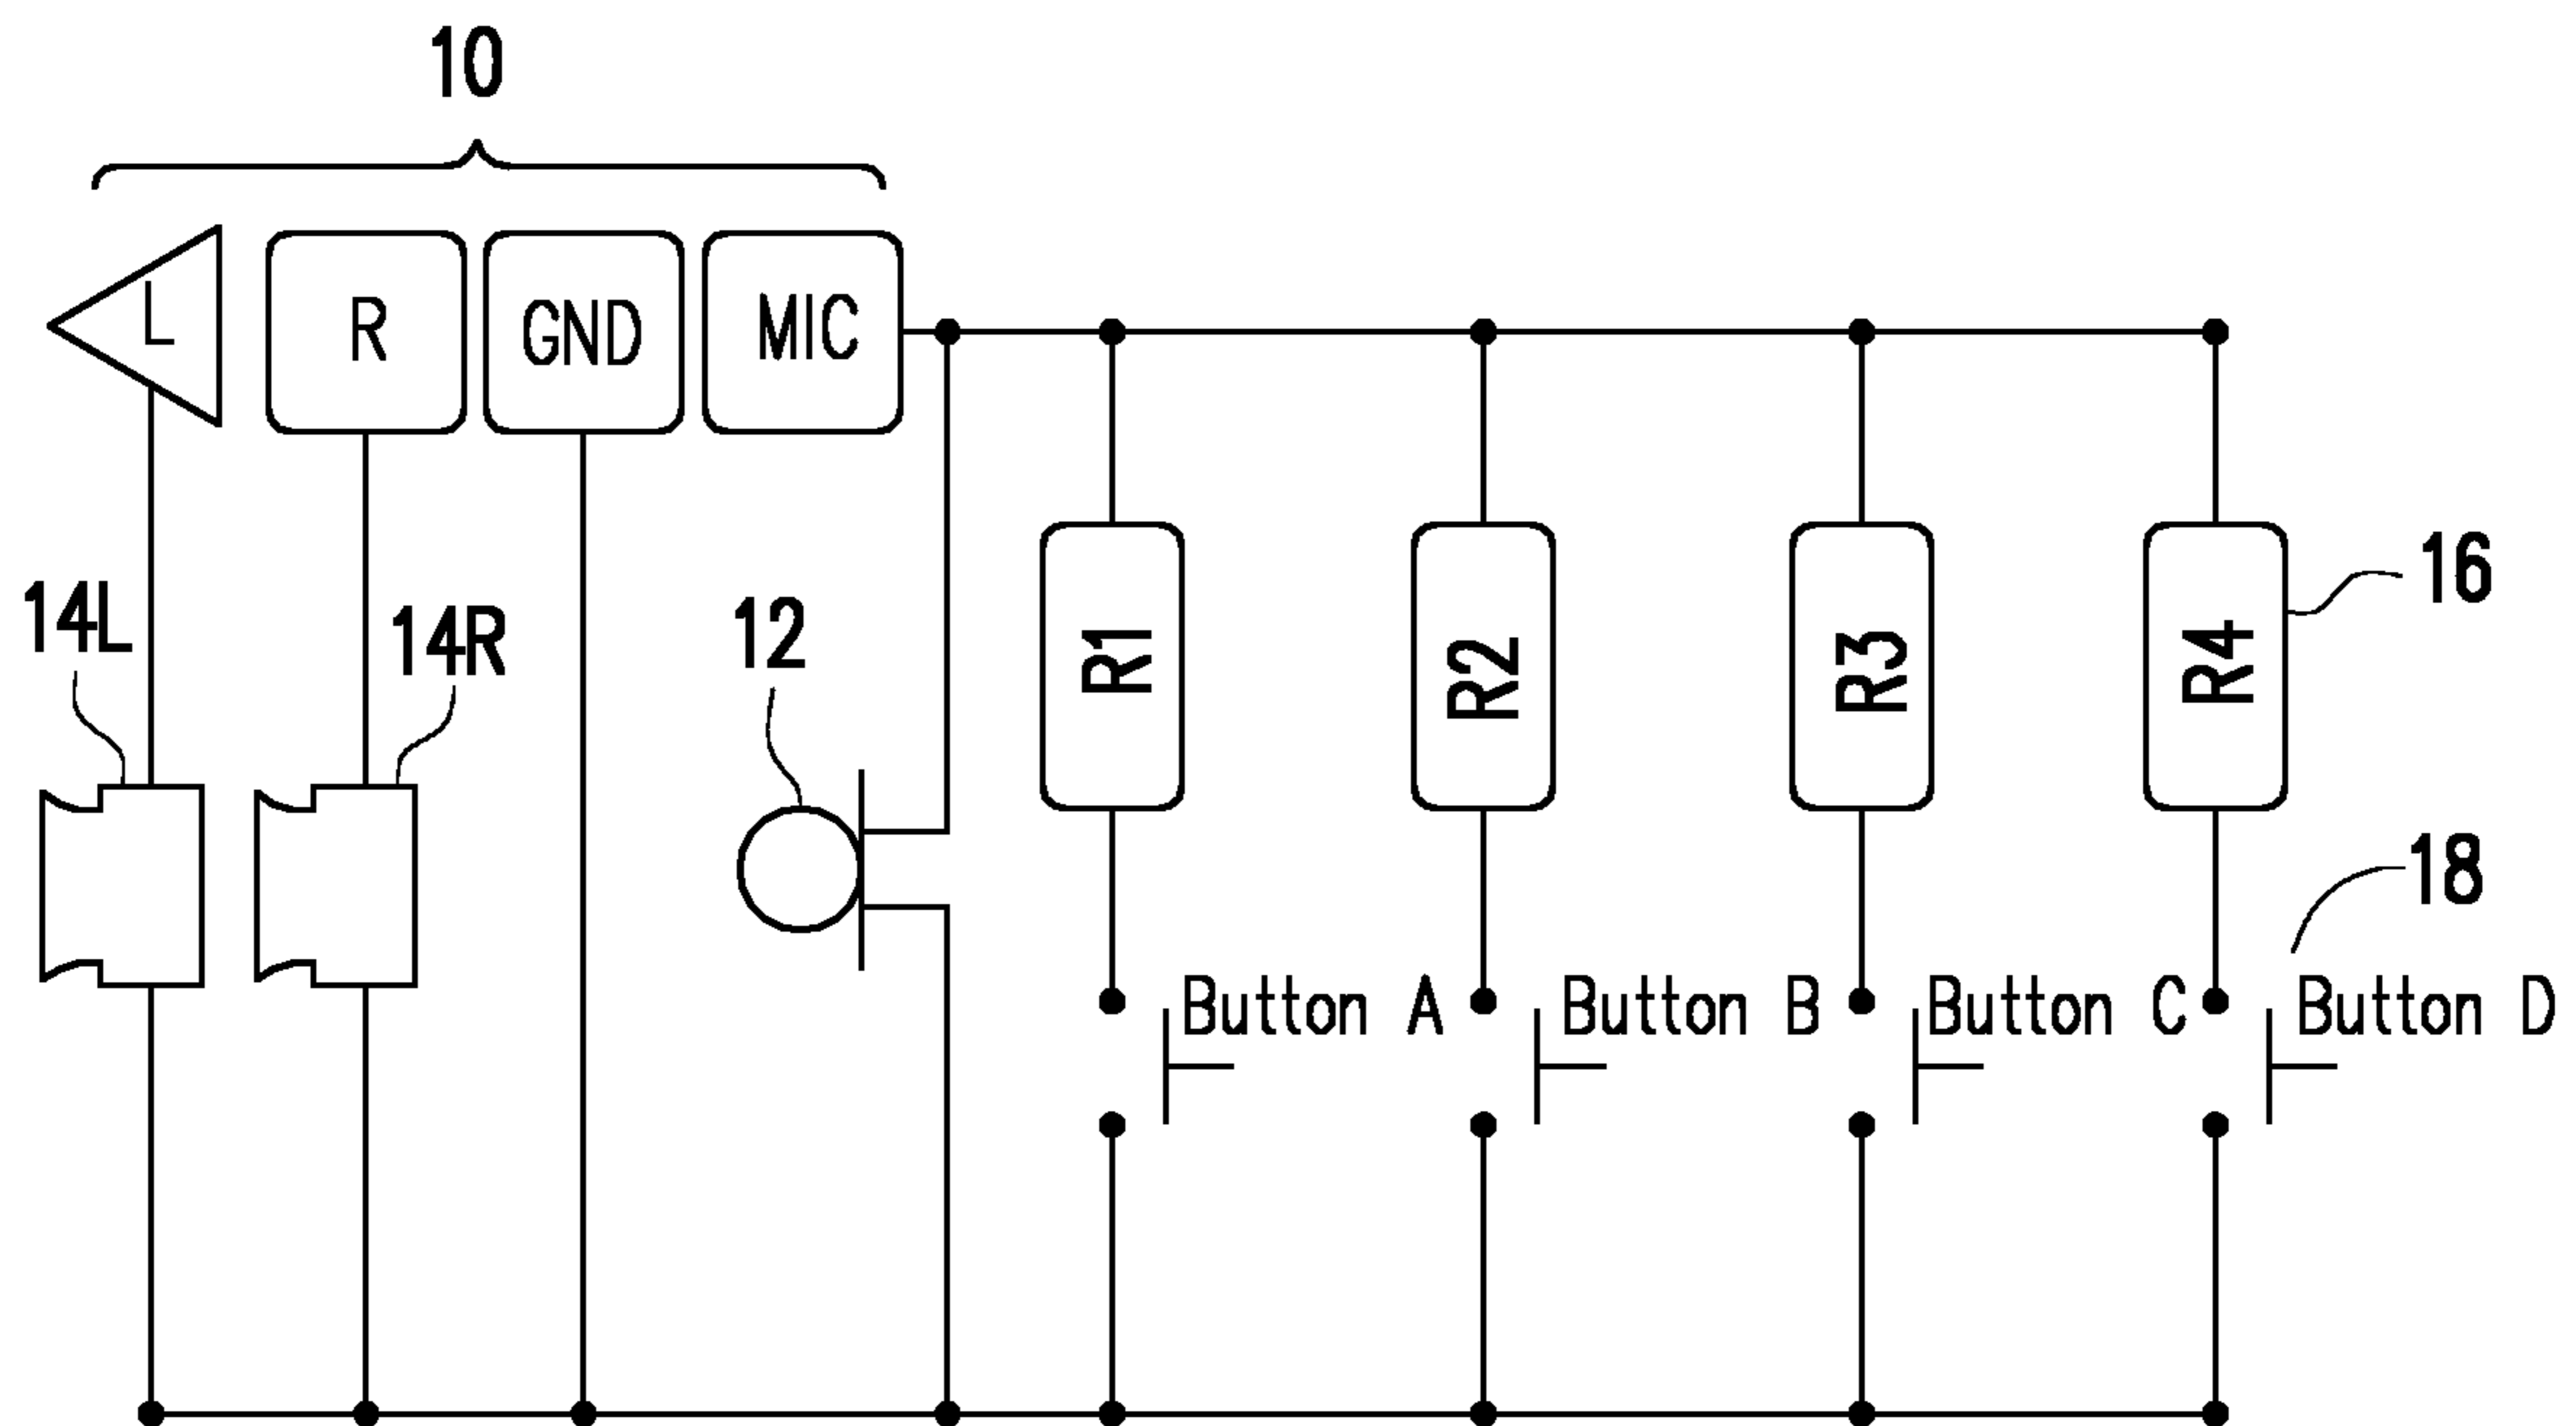 10
L R GND MIC
14L 14R 12 R1 R2 R3 R4 16
18
Button A Button B Button C Button D